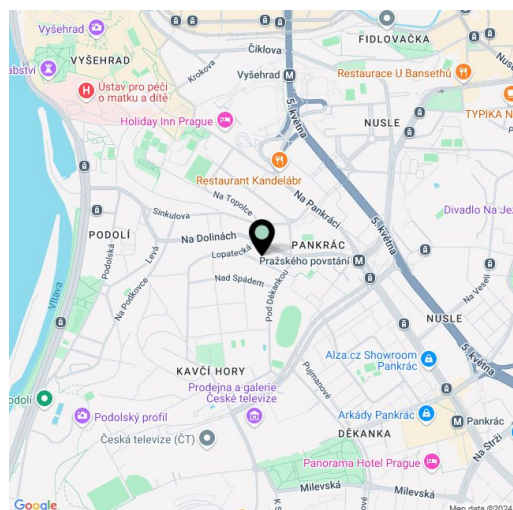 Vyšehrad
FIDLOVAČKA
Čiklova
VYŠEHRAD
Krokova
Vyšehrad
Restaurace U Bansethů
Ústav pro péči
o matku a dítě
5. května
TYPIKA N
Holiday Inn Prague
NUSLE
Restaurant Kandelábr
Na Topolce
Na Pankráci
5. května
Divadlo Na Je
Sinkulova
PODOLÍ
Na Dolinách
PANKRÁC
Podolská
Levá
Lopatecká
Pražského povstání
Nad Spádem
Na Podkovce
Pod Děkankou
Na Veselí
Vltava
NUSLE
Alza.cz Showroom
Pankrác
5. května
KAVČÍ HORY
Pujmanové
Prodejna a galerie
České televize
Podolský profil
Arkády Pankrác
Pankrác
DĚKANKA
Česká televize (ČT)
Na Strži
Panorama Hotel Prague
Milevská
Milevská
Google
Map data ©2024